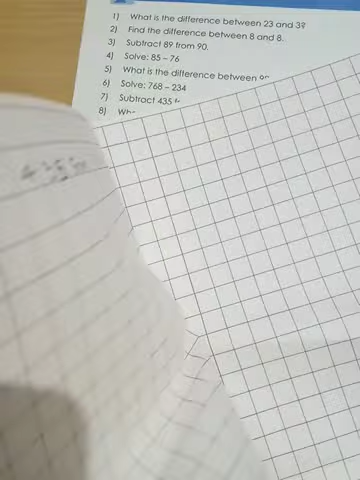 1) What is the difference between 23 and 3?
2) Find the difference between 8 and 8.
3) Subtract 89 from 90.
4) Solve: 85 – 76
5) What is the difference between
6) Solve: 768 – 234
7) Subtract 435
8)